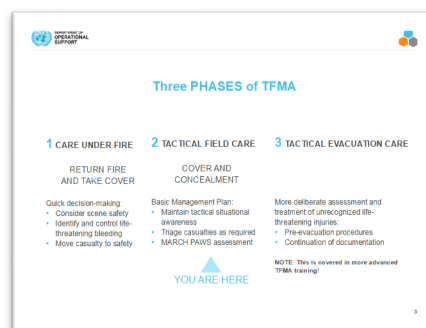 DEPARTMENT OF
OPERATIONAL
SUPPORT
Three PHASES of TFMA
1 CARE UNDER FIRE
RETURN FIRE
AND TAKE COVER
Quick decision-making:
• Consider scene safety
• Identify and control life-
threatening bleeding
• Move casualty to safety
2 TACTICAL FIELD CARE
COVER AND
CONCEALMENT
Basic Management Plan:
• Maintain tactical situational
awareness
• Triage casualties as required
• MARCH PAWS assessment
YOU ARE HERE
3 TACTICAL EVACUATION CARE
More deliberate assessment and
treatment of unrecognized life-
threatening injuries:
• Pre-evacuation procedures
• Continuation of documentation
NOTE: This is covered in more advanced
TFMA training!
3